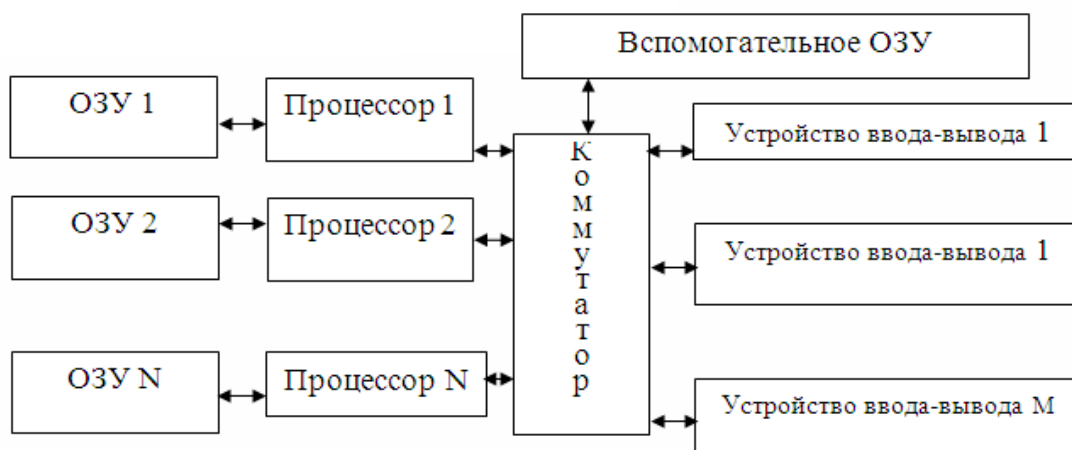 Вспомогательное ОЗУ
ОЗУ 1
Процессор 1
Устройство ввода-вывода 1
ОЗУ 2
Процессор 2
Коммутатор
Устройство ввода-вывода 1
ОЗУ N
Процессор N
Устройство ввода-вывода М